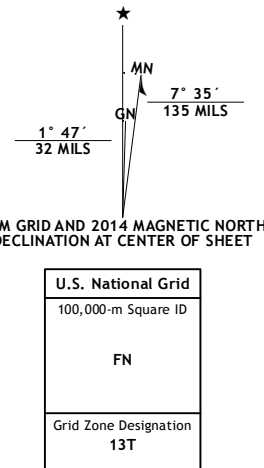 MN
7° 35´
135 MILS
GN
1° 47´
32 MILS
M GRID AND 2014 MAGNETIC NORTH
DECLINATION AT CENTER OF SHEET
U.S. National Grid
100,000-m Square ID
FN
Grid Zone Designation
13T